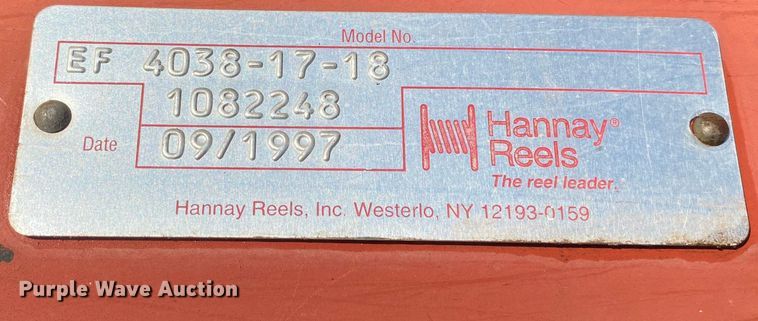 Model No.
EF 4038-17-18
1082248
Date 09/1997
Hannay®
Reels
The reel leader.
Hannay Reels, Inc. Westerlo, NY 12193-0159
Purple Wave Auction